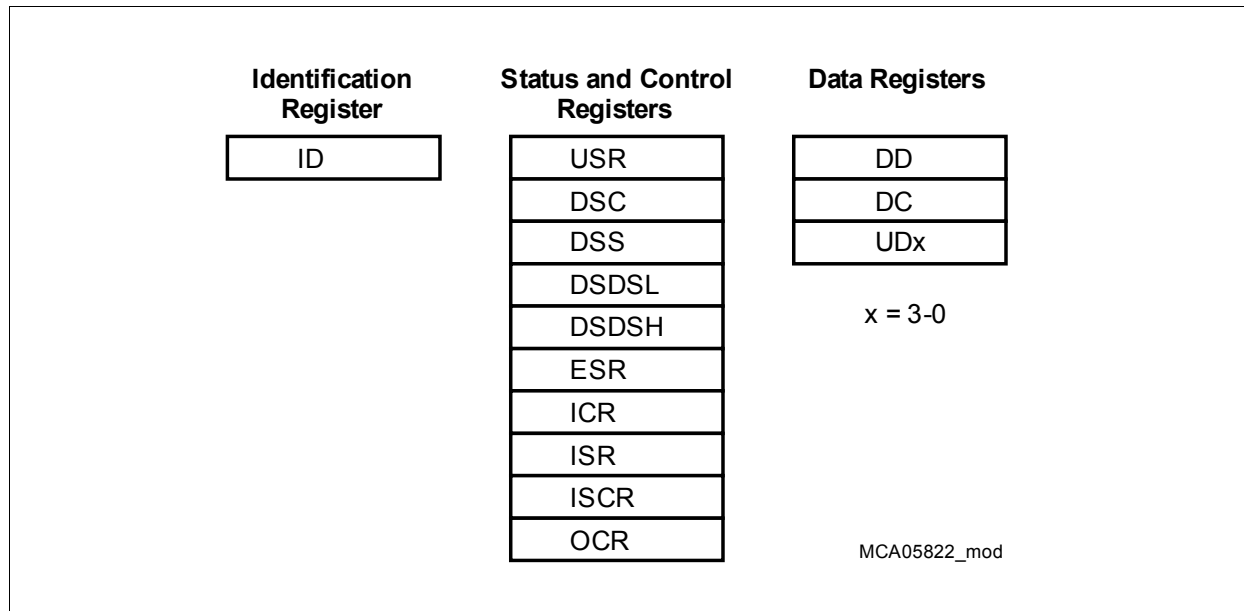 Identification
Register
ID
Status and Control
Registers
USR
DSC
DSS
DSDSL
DSDSH
ESR
ICR
ISR
ISCR
OCR
Data Registers
DD
DC
UDx
x = 3-0
MCA05822_mod